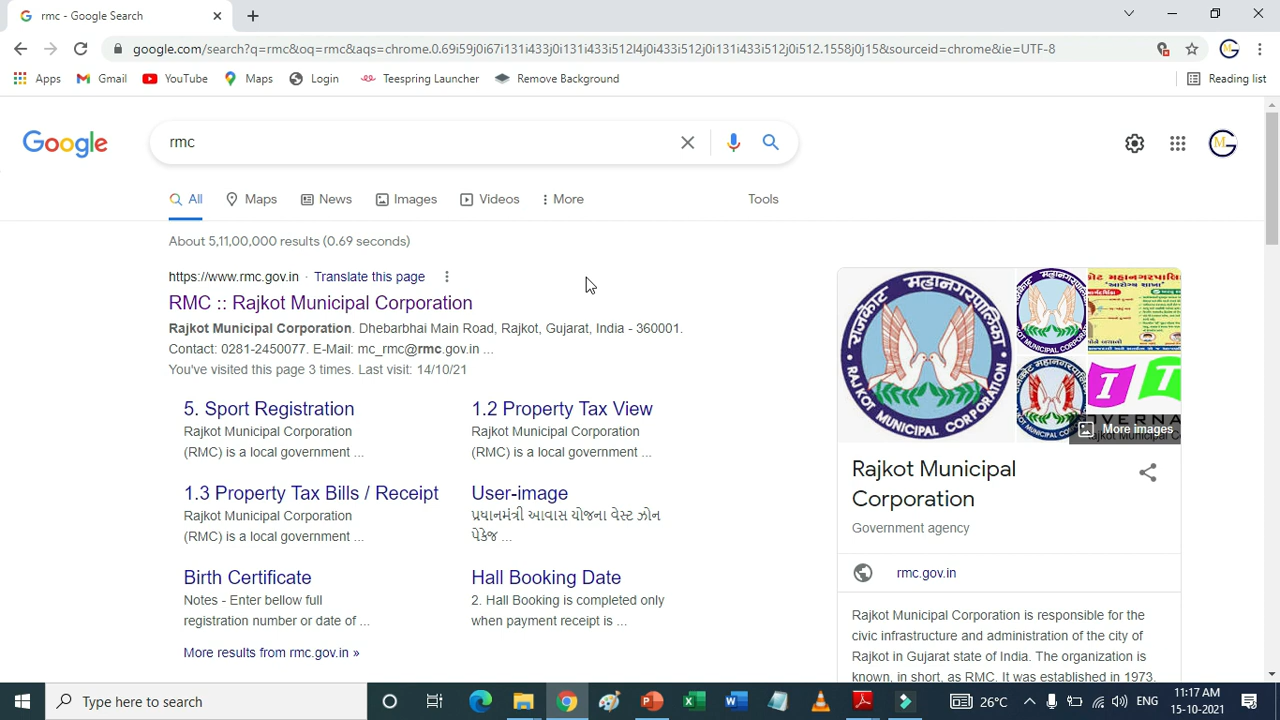 rmc - Google Search
google.com/search?q=rmc&oq=rmc&aqs=chrome.0.69i59j0i67i131i433j0i131i433i512l4j0i433i512j0i131i433i512j0i512.1558j0j15&sourceid=chrome&ie=UTF-8
Apps Gmail YouTube Maps Login Teespring Launcher Remove Background Reading list
Google rmc
All Maps News Images Videos More Tools
About 5,11,00,000 results (0.69 seconds)
https://www.rmc.gov.in · Translate this page
RMC :: Rajkot Municipal Corporation
Rajkot Municipal Corporation. Dhebarbhai Main Road, Rajkot, Gujarat, India - 360001.
Contact: 0281-2450077. E-Mail: mc_rmc@rmc.gov.in ...
You've visited this page 3 times. Last visit: 14/10/21
5. Sport Registration
Rajkot Municipal Corporation
(RMC) is a local government ...
1.2 Property Tax View
Rajkot Municipal Corporation
(RMC) is a local government ...
1.3 Property Tax Bills / Receipt
Rajkot Municipal Corporation
(RMC) is a local government ...
User-image
પ્રધાનમંત્રી આવાસ યોજના વેસ્ટ ઝોન
પેકેજ ...
Birth Certificate
Notes - Enter bellow full
registration number or date of ...
Hall Booking Date
2. Hall Booking is completed only
when payment receipt is ...
More results from rmc.gov.in »
રાજકોટ મહાનગરપાલિકા
RAJKOT MUNICIPAL CORPORATION
More images
Rajkot Municipal
Corporation
Government agency
rmc.gov.in
Rajkot Municipal Corporation is responsible for the
civic infrastructure and administration of the city of
Rajkot in Gujarat state of India. The organization is
known, in short, as RMC. It was established in 1973.
Type here to search
26°C ENG
11:17 AM
15-10-2021